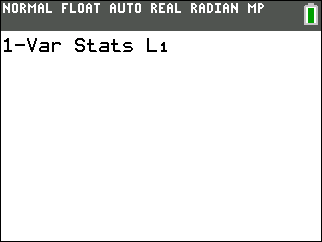 NORMAL FLOAT AUTO REAL RADIAN MP
1-Var Stats L₁